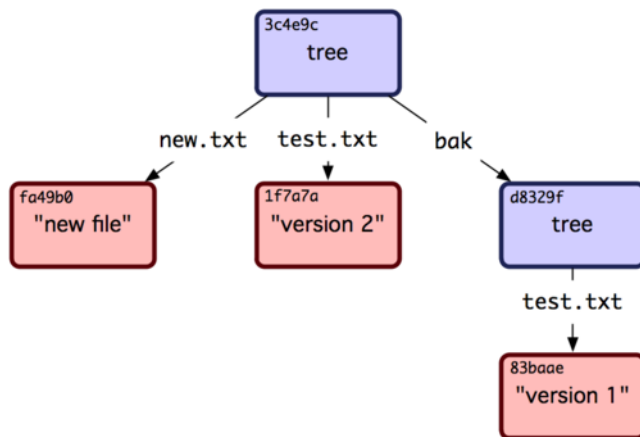 3c4e9c
tree
new.txt test.txt bak
fa49b0 1f7a7a d8329f
"new file" "version 2" tree
test.txt
83baae
"version 1"